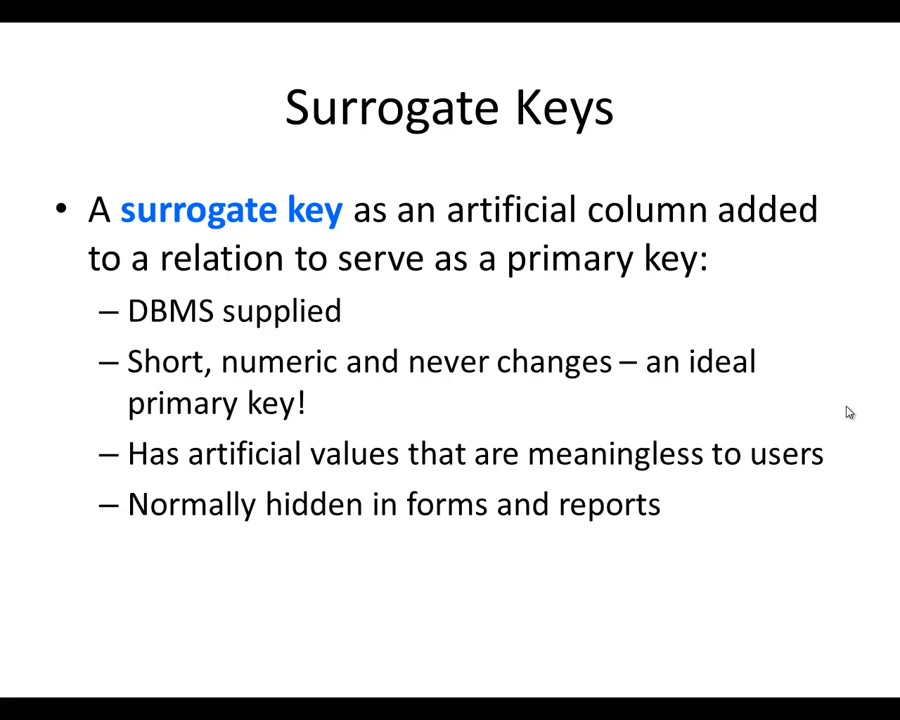 Surrogate Keys
• A surrogate key as an artificial column added
to a relation to serve as a primary key:
– DBMS supplied
– Short, numeric and never changes – an ideal
primary key!
– Has artificial values that are meaningless to users
– Normally hidden in forms and reports